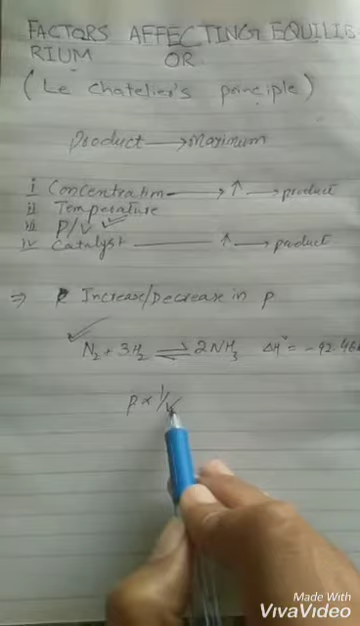 FACTORS AFFECTING EQUILIB
RIUM OR
(Le chatelier's principle)
Product → Maximum
i Concentration → ↑ → product
ii Temperature
iii P/V ✓
iv Catalyst ↑ → product
⇒ Increase/Decrease in P
✓ N₂ + 3H₂ ⇌ 2NH₃ ΔH° = -92.46
P ∝ 1/V
Made With
VivaVideo